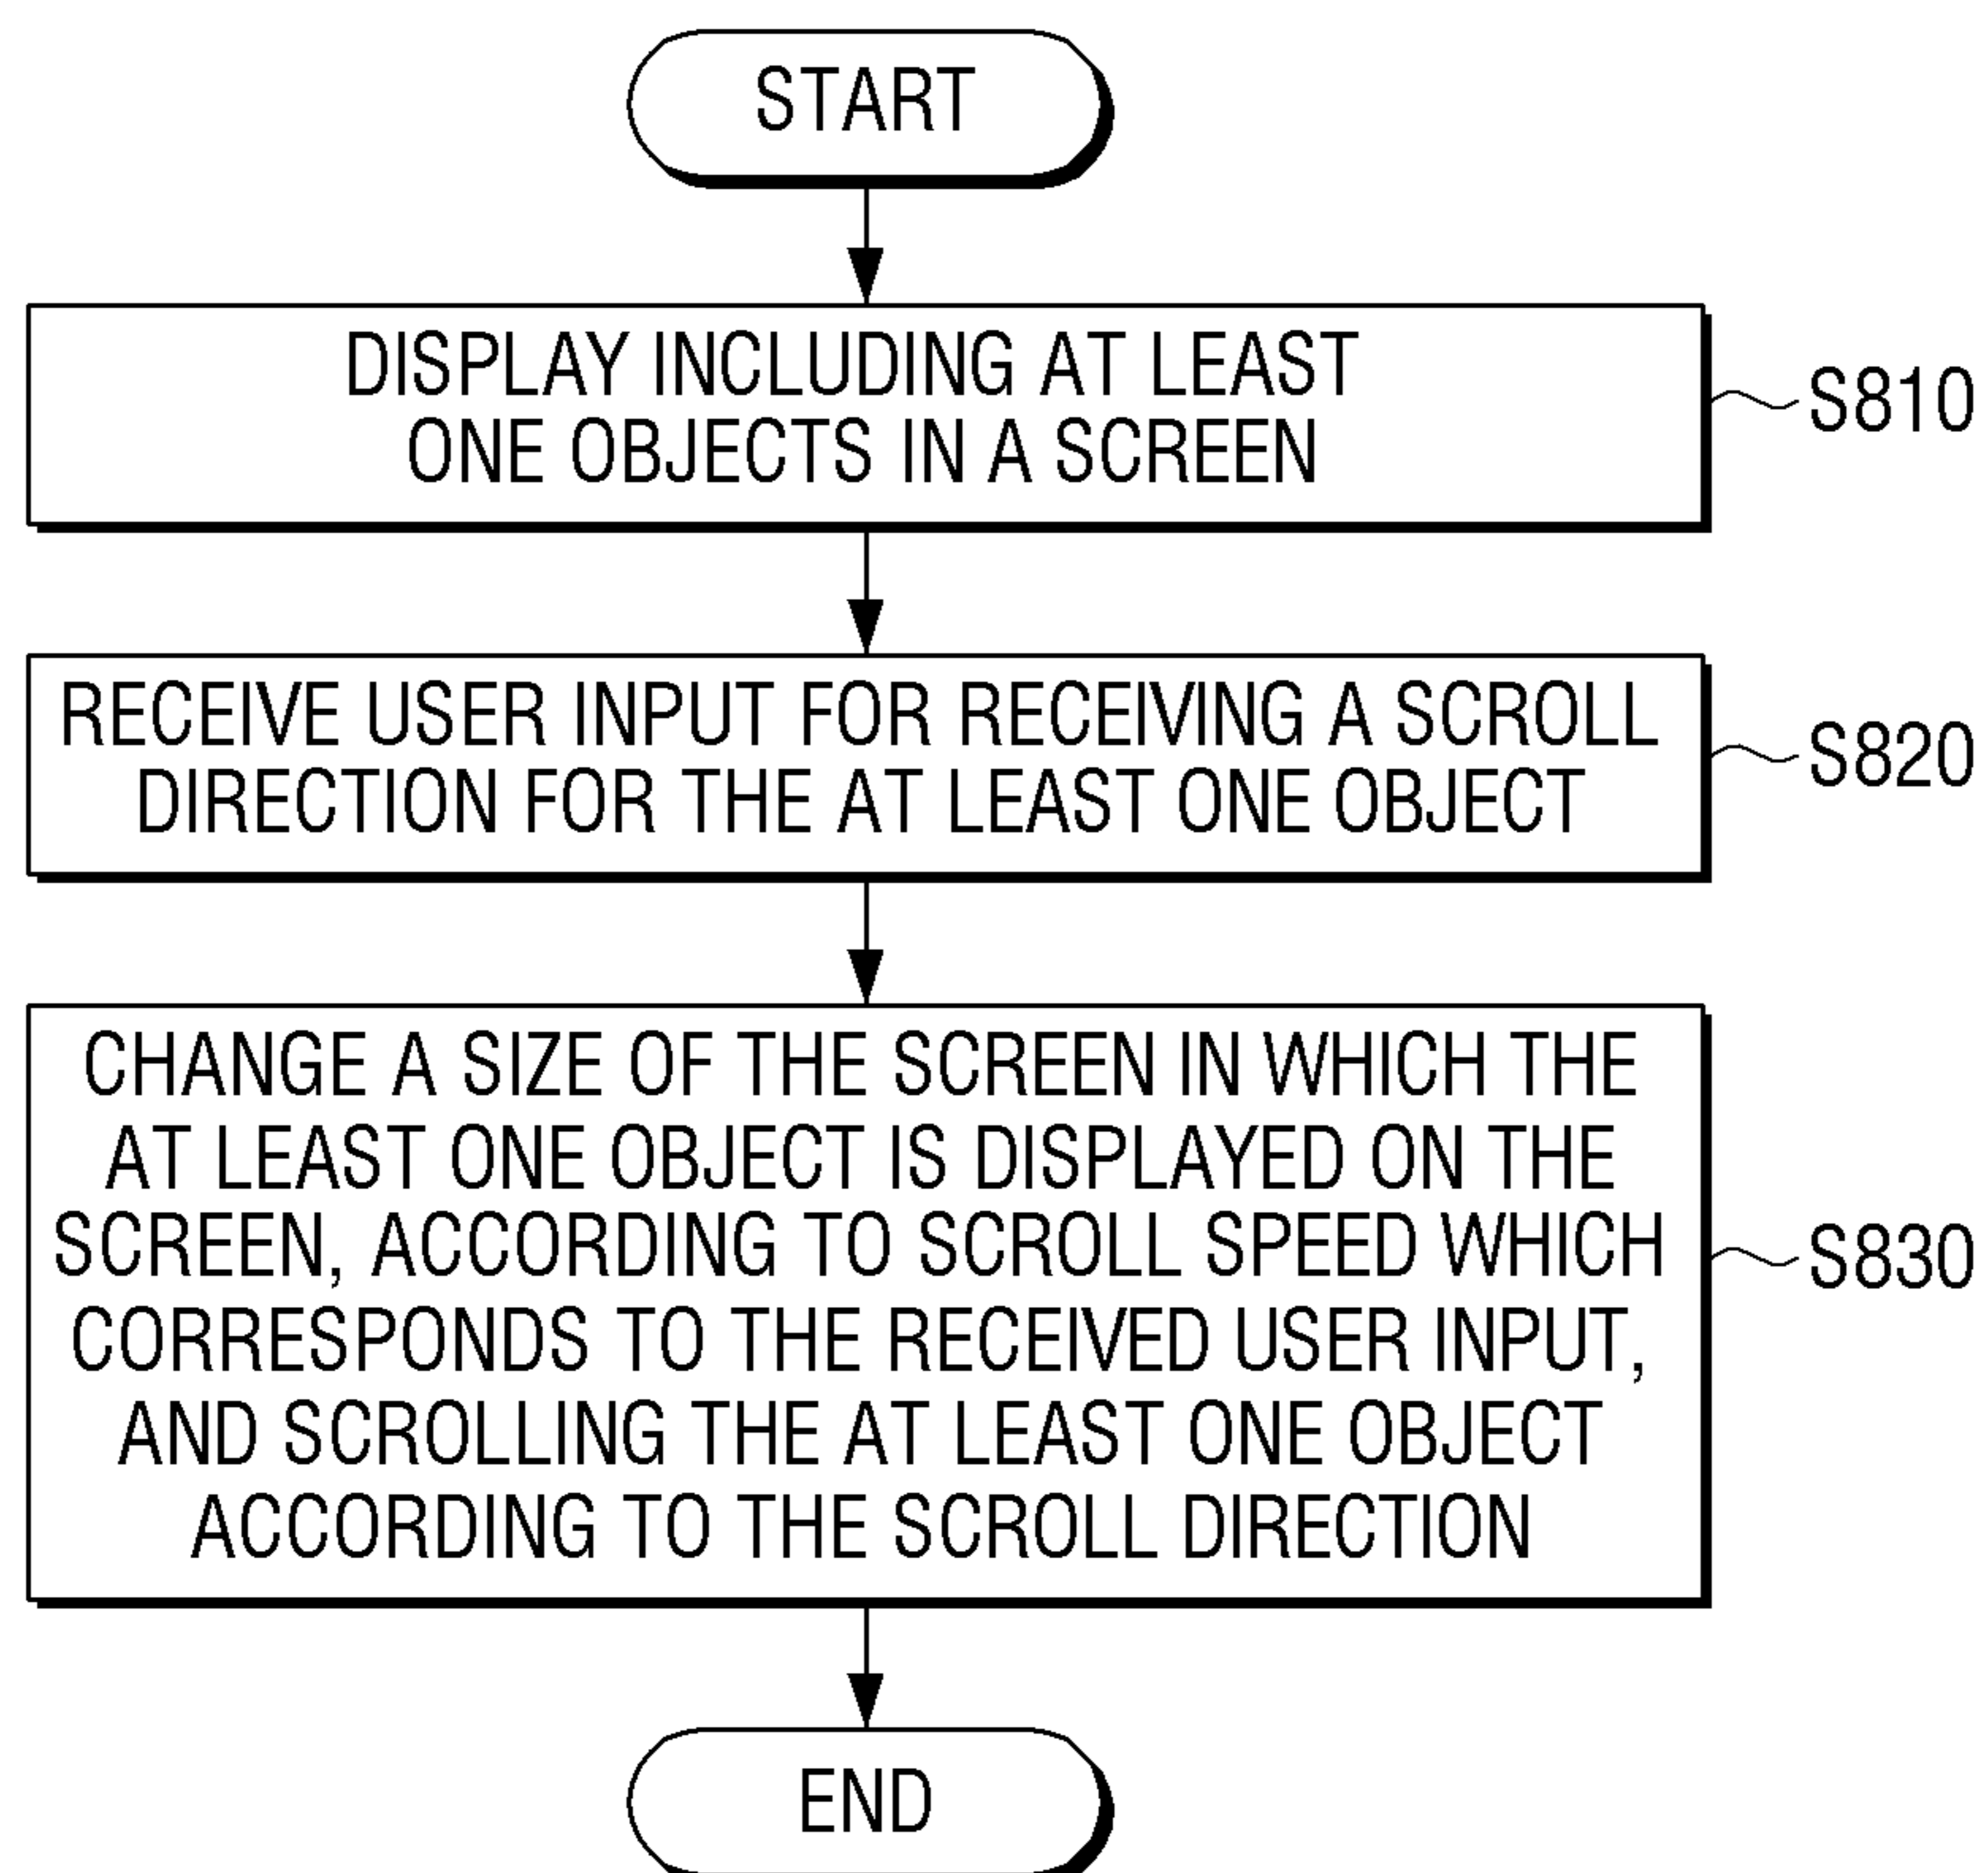 START
DISPLAY INCLUDING AT LEAST
ONE OBJECTS IN A SCREEN
S810
RECEIVE USER INPUT FOR RECEIVING A SCROLL
DIRECTION FOR THE AT LEAST ONE OBJECT
S820
CHANGE A SIZE OF THE SCREEN IN WHICH THE
AT LEAST ONE OBJECT IS DISPLAYED ON THE
SCREEN, ACCORDING TO SCROLL SPEED WHICH
CORRESPONDS TO THE RECEIVED USER INPUT,
AND SCROLLING THE AT LEAST ONE OBJECT
ACCORDING TO THE SCROLL DIRECTION
S830
END